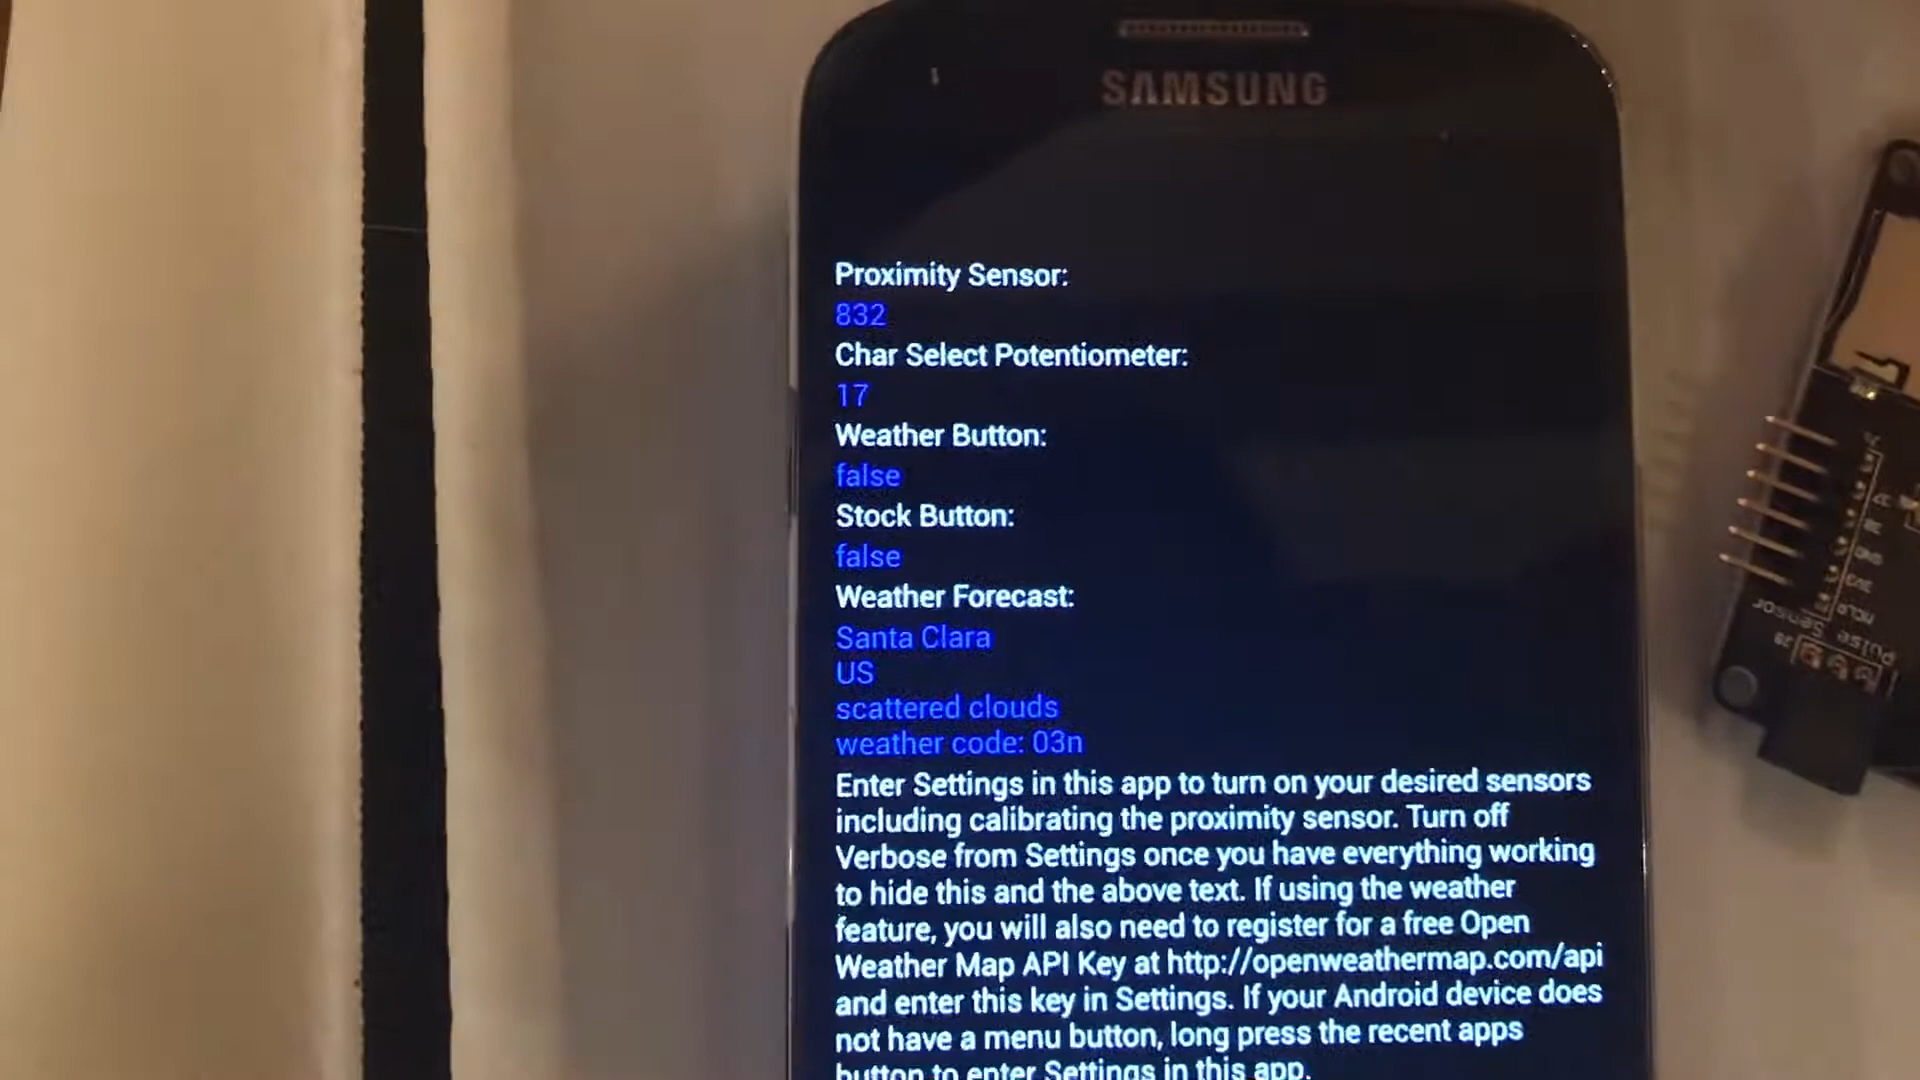 SAMSUNG
Proximity Sensor:
832
Char Select Potentiometer:
17
Weather Button:
false
Stock Button:
false
Weather Forecast:
Santa Clara
US
scattered clouds
weather code: 03n
Enter Settings in this app to turn on your desired sensors
including calibrating the proximity sensor. Turn off
Verbose from Settings once you have everything working
to hide this and the above text. If using the weather
feature, you will also need to register for a free Open
Weather Map API Key at http://openweathermap.com/api
and enter this key in Settings. If your Android device does
not have a menu button, long press the recent apps
button to enter Settings in this app.
Pulse Sensor